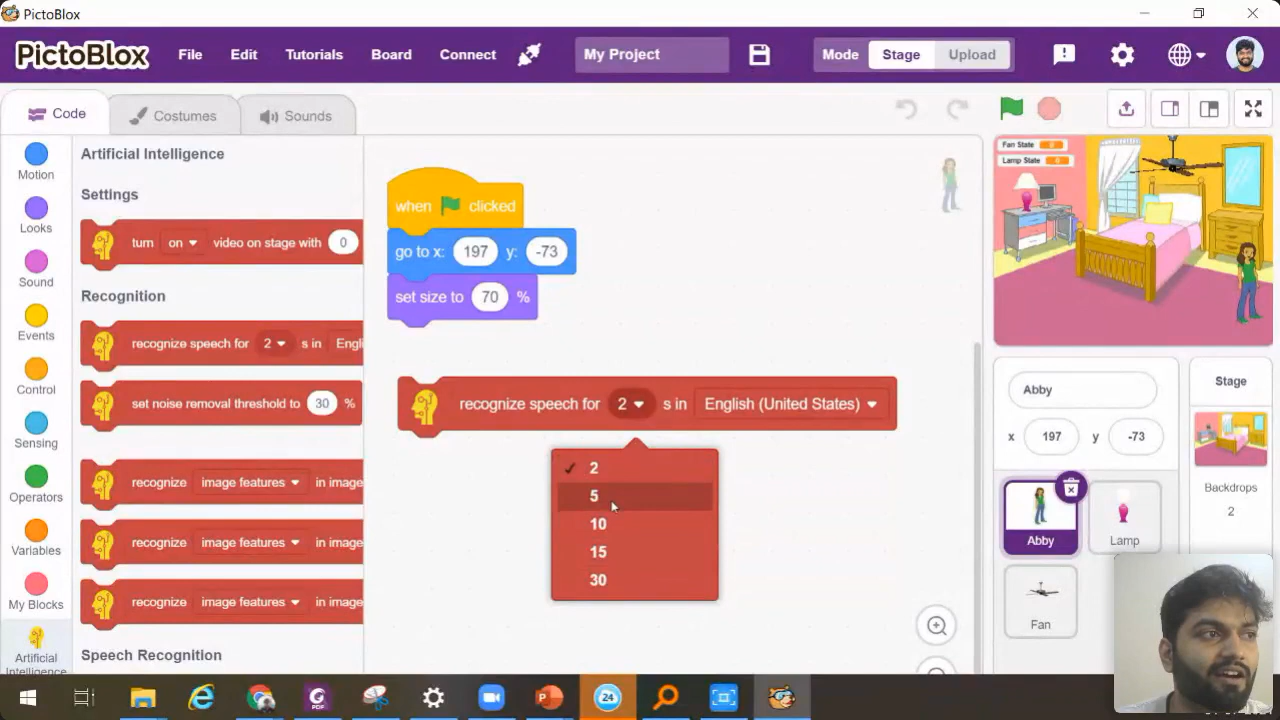 PictoBlox
PictoBlox File Edit Tutorials Board Connect My Project Mode Stage Upload
Code Costumes Sounds
Motion
Looks
Sound
Events
Control
Sensing
Operators
Variables
My Blocks
Artificial
Intelligence
Artificial Intelligence
Settings
turn on video on stage with 0
Recognition
recognize speech for 2 s in Engli
set noise removal threshold to 30 %
recognize image features in image
recognize image features in image
recognize image features in image
Speech Recognition
when clicked
go to x: 197 y: -73
set size to 70 %
recognize speech for 2 s in English (United States)
2
5
10
15
30
Fan State
Lamp State
Abby
x 197 y -73
Abby
Lamp
Fan
Stage
Backdrops
2
PDF
24